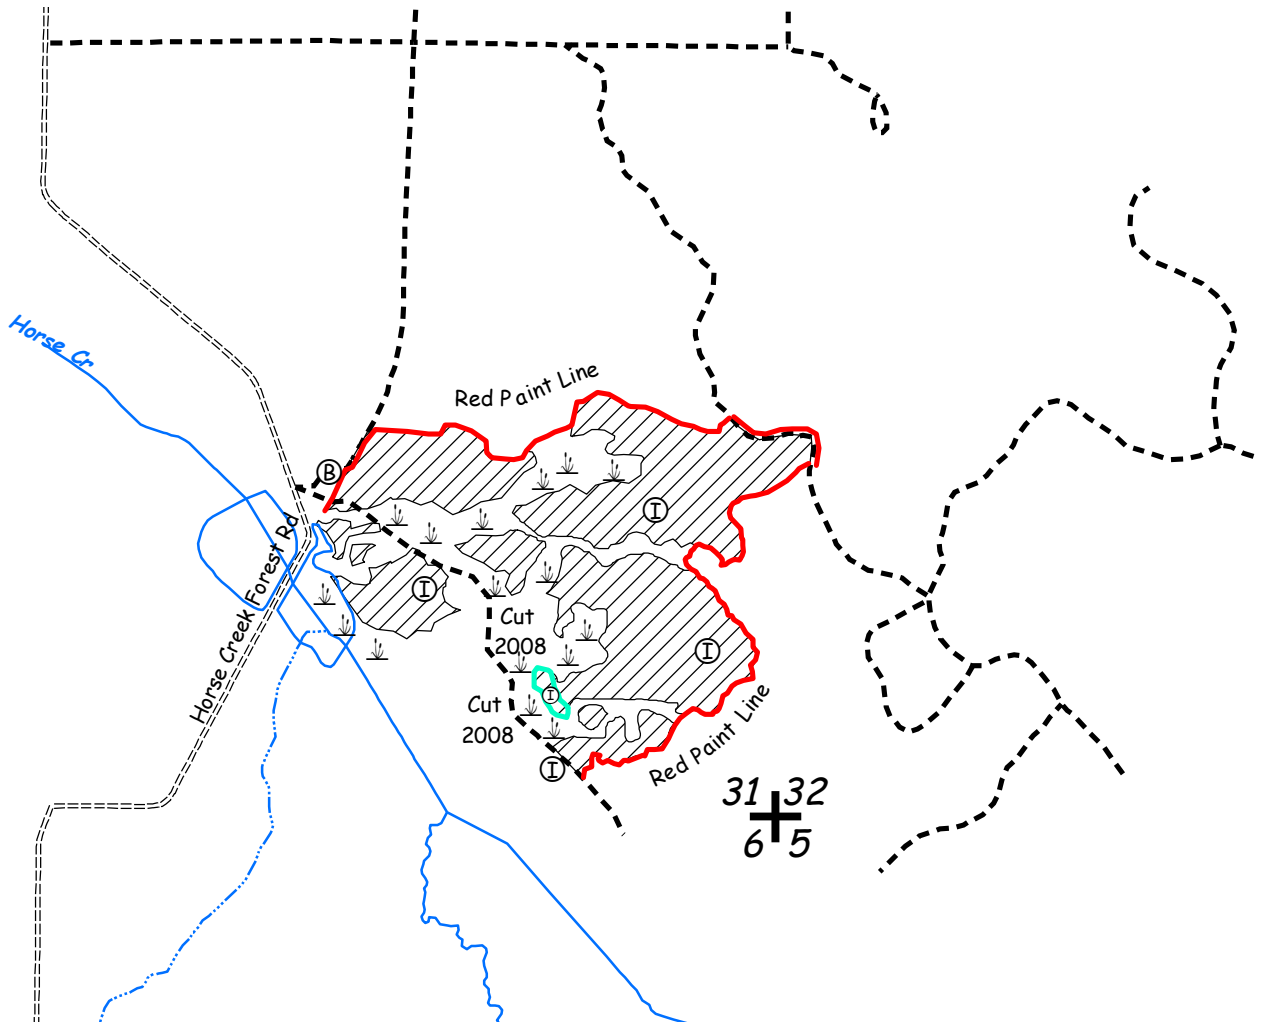 Horse Cr
Red Paint Line
B
I
Horse Creek Forest Rd
I
Cut
2008
I
I
Cut
2008
I
Red Paint Line
31 32
6 5